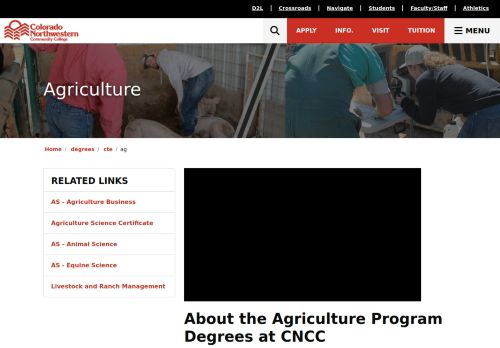 D2L | Crossroads | Navigate | Students | Faculty/Staff | Athletics
Colorado
Northwestern
Community College
APPLY INFO. VISIT TUITION MENU
Agriculture
Home / degrees / cte / ag
RELATED LINKS
AS - Agriculture Business
Agriculture Science Certificate
AS - Animal Science
AS - Equine Science
Livestock and Ranch Management
About the Agriculture Program
Degrees at CNCC